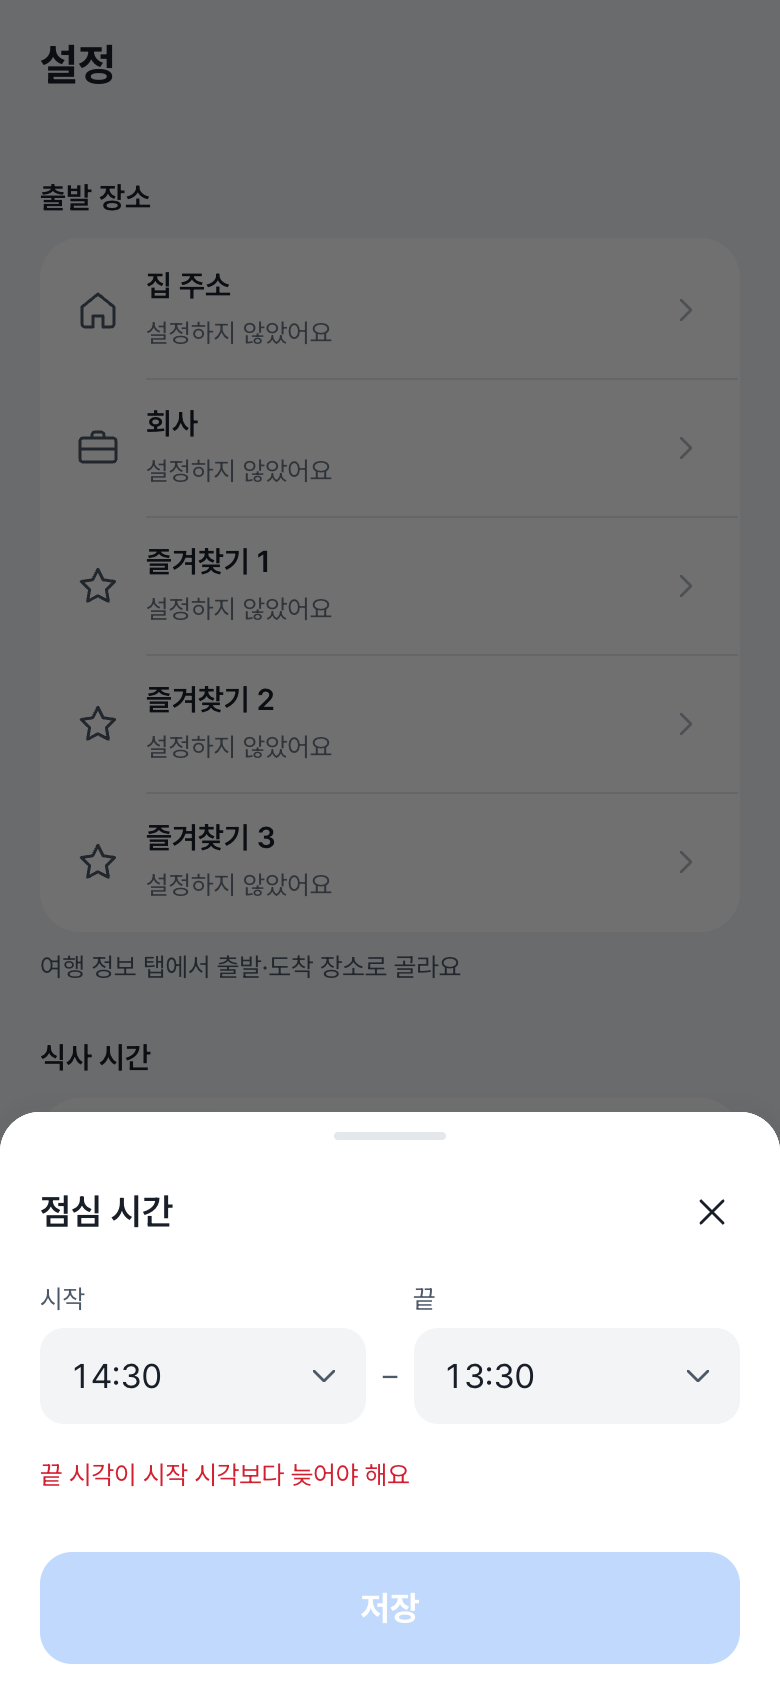 설정
출발 장소
집 주소
설정하지 않았어요
회사
설정하지 않았어요
즐겨찾기 1
설정하지 않았어요
즐겨찾기 2
설정하지 않았어요
즐겨찾기 3
설정하지 않았어요
여행 정보 탭에서 출발·도착 장소로 골라요
식사 시간
점심 시간
시작 끝
14:30 – 13:30
끝 시각이 시작 시각보다 늦어야 해요
저장